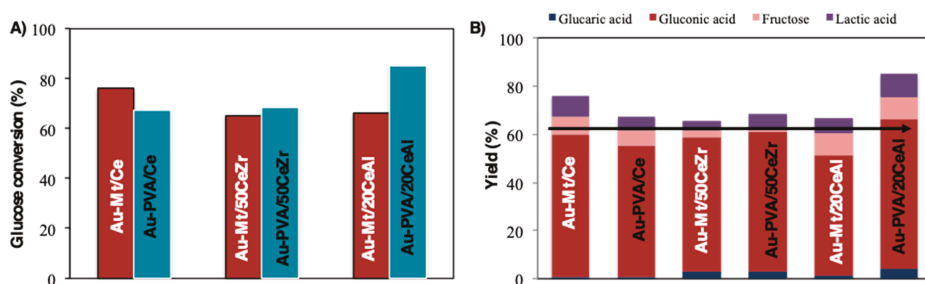 A)
Glucose conversion (%)
100
80
60
40
20
0
Au-Mt/Ce
Au-PVA/Ce
Au-Mt/50CeZr
Au-PVA/50CeZr
Au-Mt/20CeAl
Au-PVA/20CeAl
Glucaric acid Gluconic acid Fructose Lactic acid
B)
Yield (%)
100
80
60
40
20
0
Au-Mt/Ce
Au-PVA/Ce
Au-Mt/50CeZr
Au-PVA/50CeZr
Au-Mt/20CeAl
Au-PVA/20CeAl